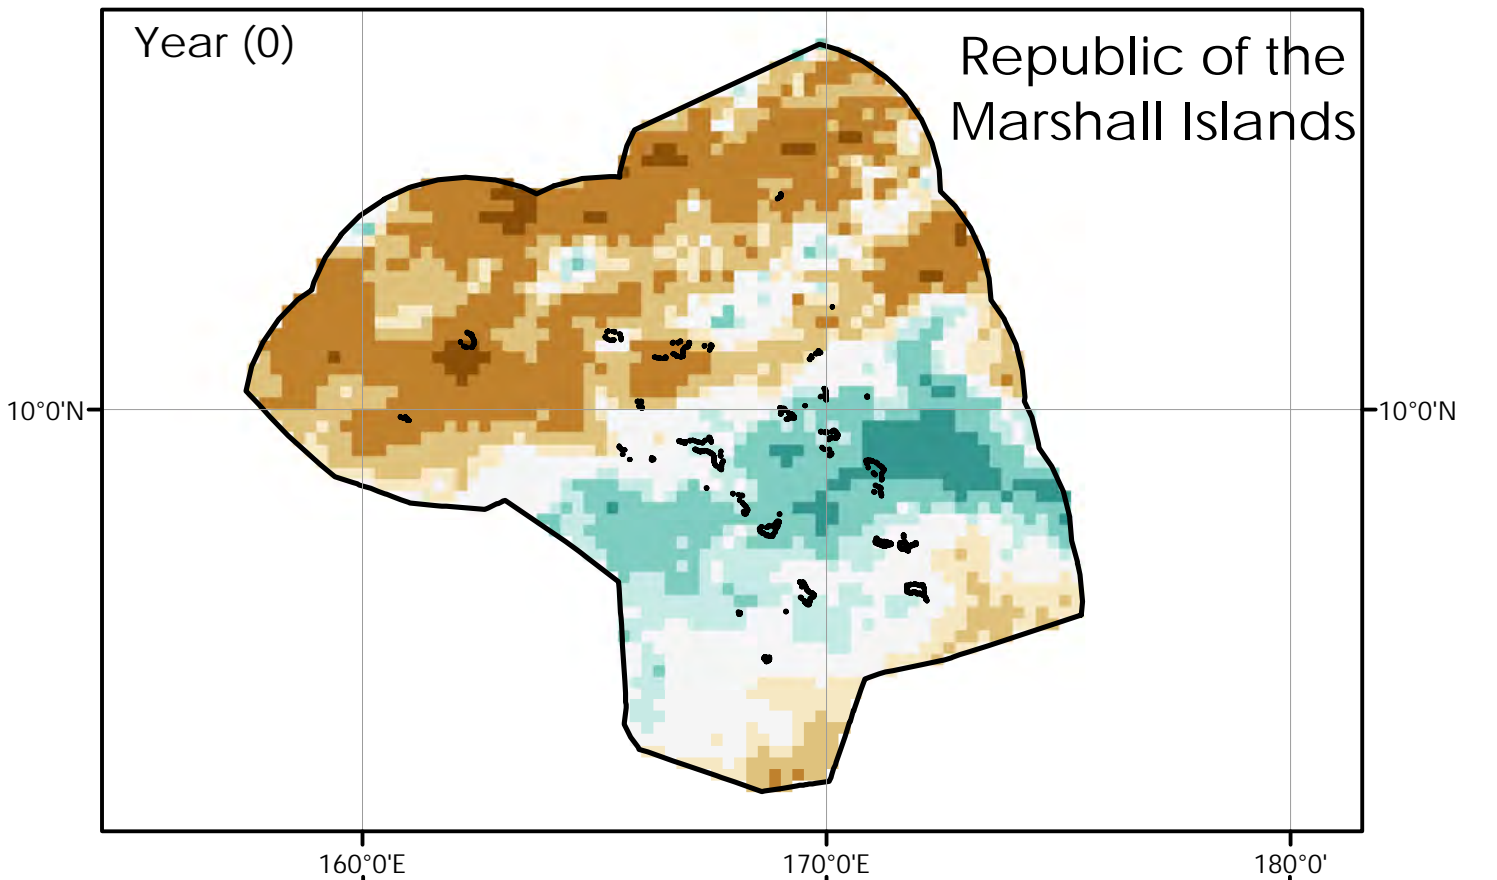 Year (0)
Republic of the
Marshall Islands
10°0'N
10°0'N
160°0'E
170°0'E
180°0'